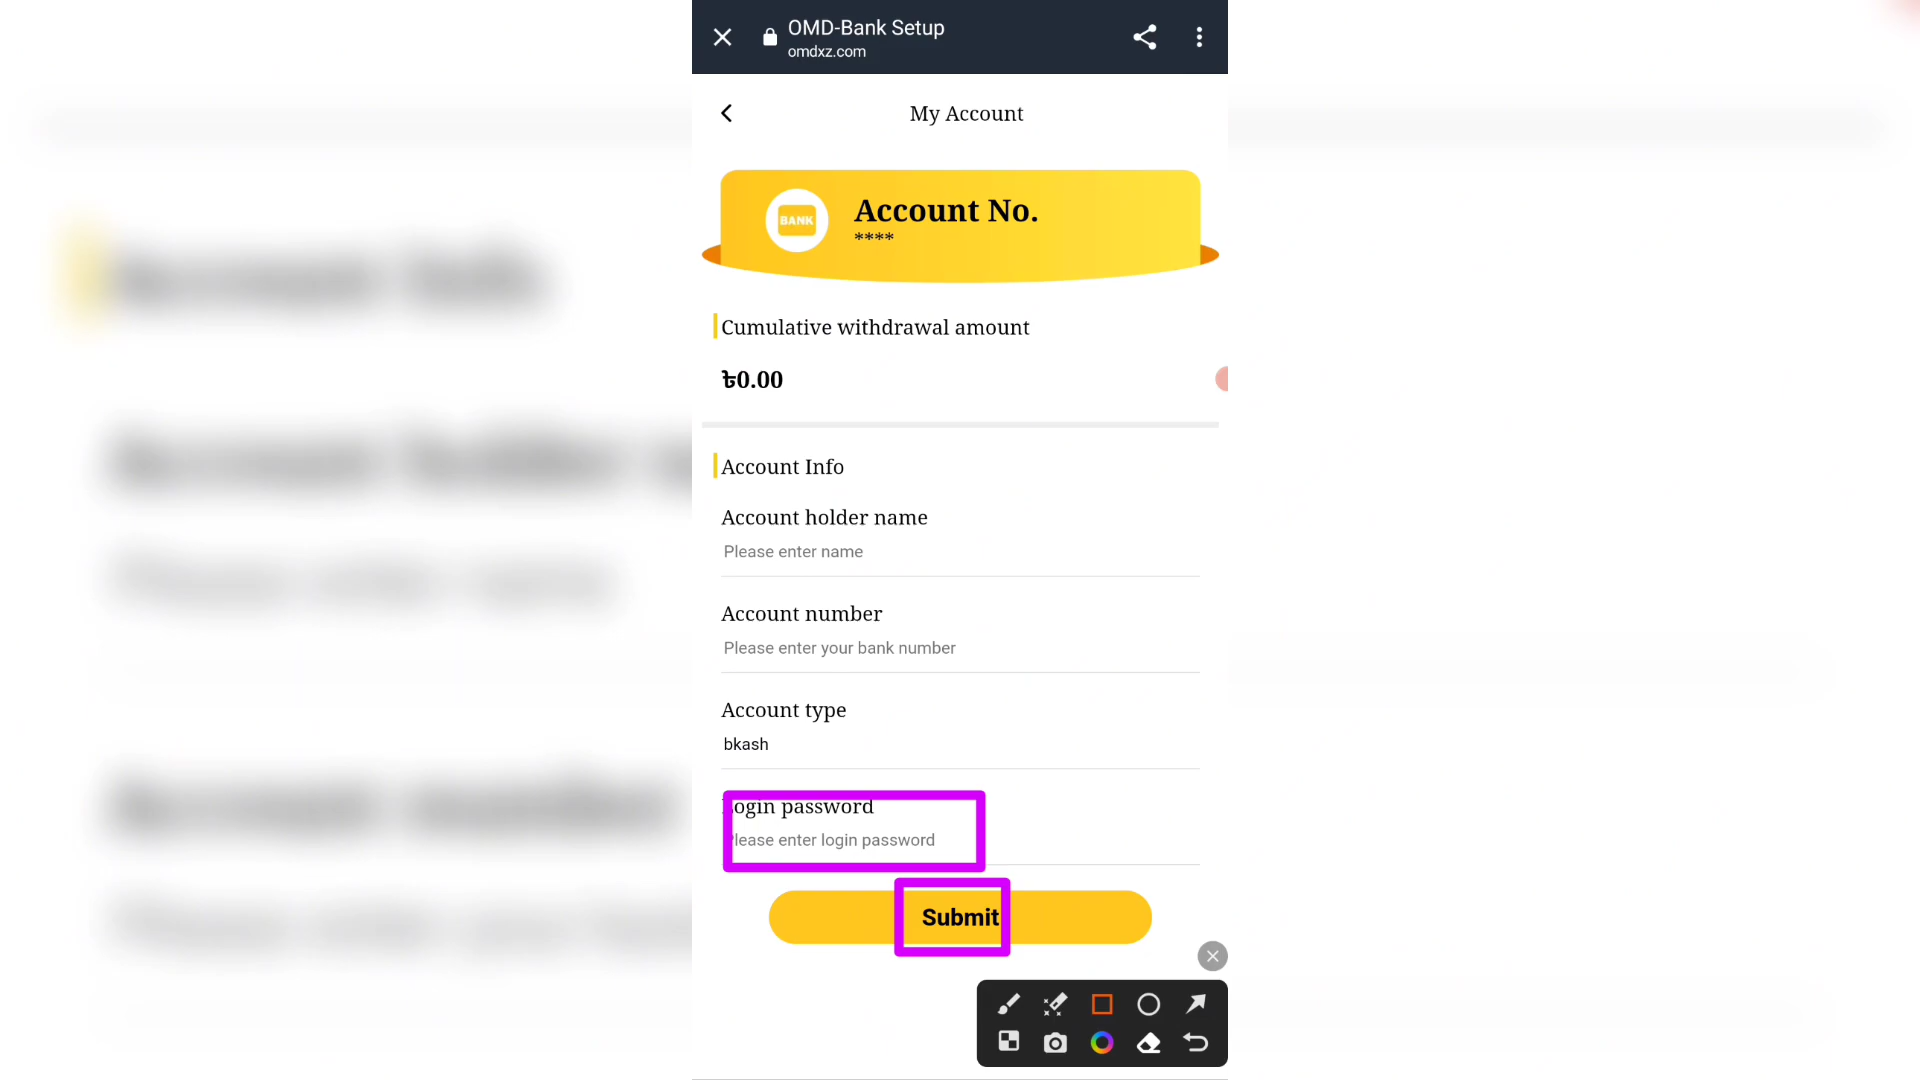 OMD-Bank Setup
omdxz.com
My Account
BANK
Account No.
****
Cumulative withdrawal amount
৳0.00
Account Info
Account holder name
Please enter name
Account number
Please enter your bank number
Account type
bkash
Login password
Please enter login password
Submit